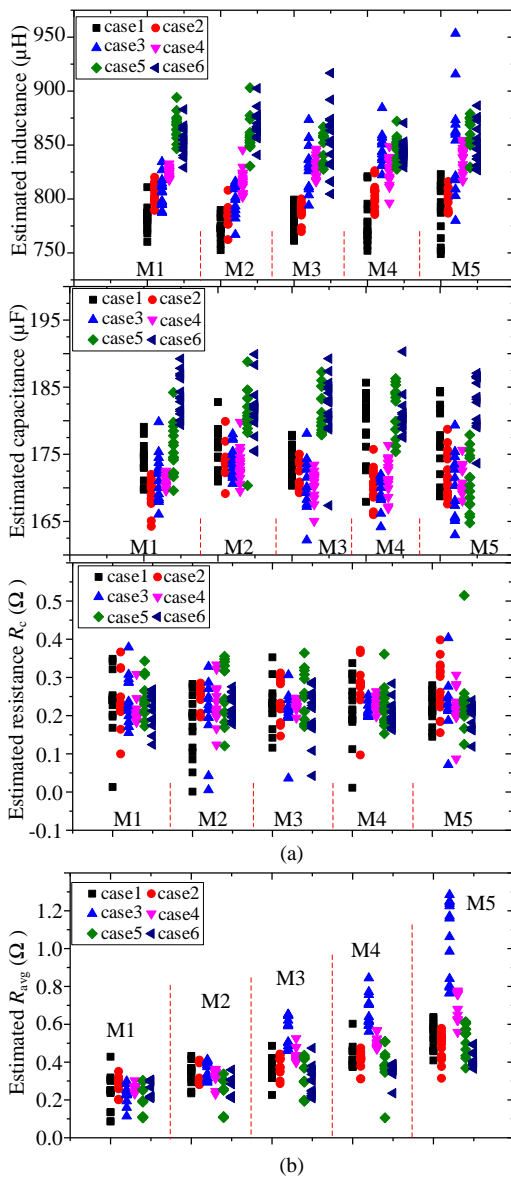 Estimated inductance (μH)
950
900
850
800
750
case1 case2
case3 case4
case5 case6
M1 M2 M3 M4 M5
Estimated capacitance (μF)
195
185
175
165
case1 case2
case3 case4
case5 case6
M1 M2 M3 M4 M5
Estimated resistance Rc (Ω)
0.5
0.4
0.3
0.2
0.1
0.0
-0.1
case1 case2
case3 case4
case5 case6
M1 M2 M3 M4 M5
(a)
Estimated Ravg (Ω)
1.2
1.0
0.8
0.6
0.4
0.2
0.0
case1 case2
case3 case4
case5 case6
M1 M2 M3 M4 M5
(b)